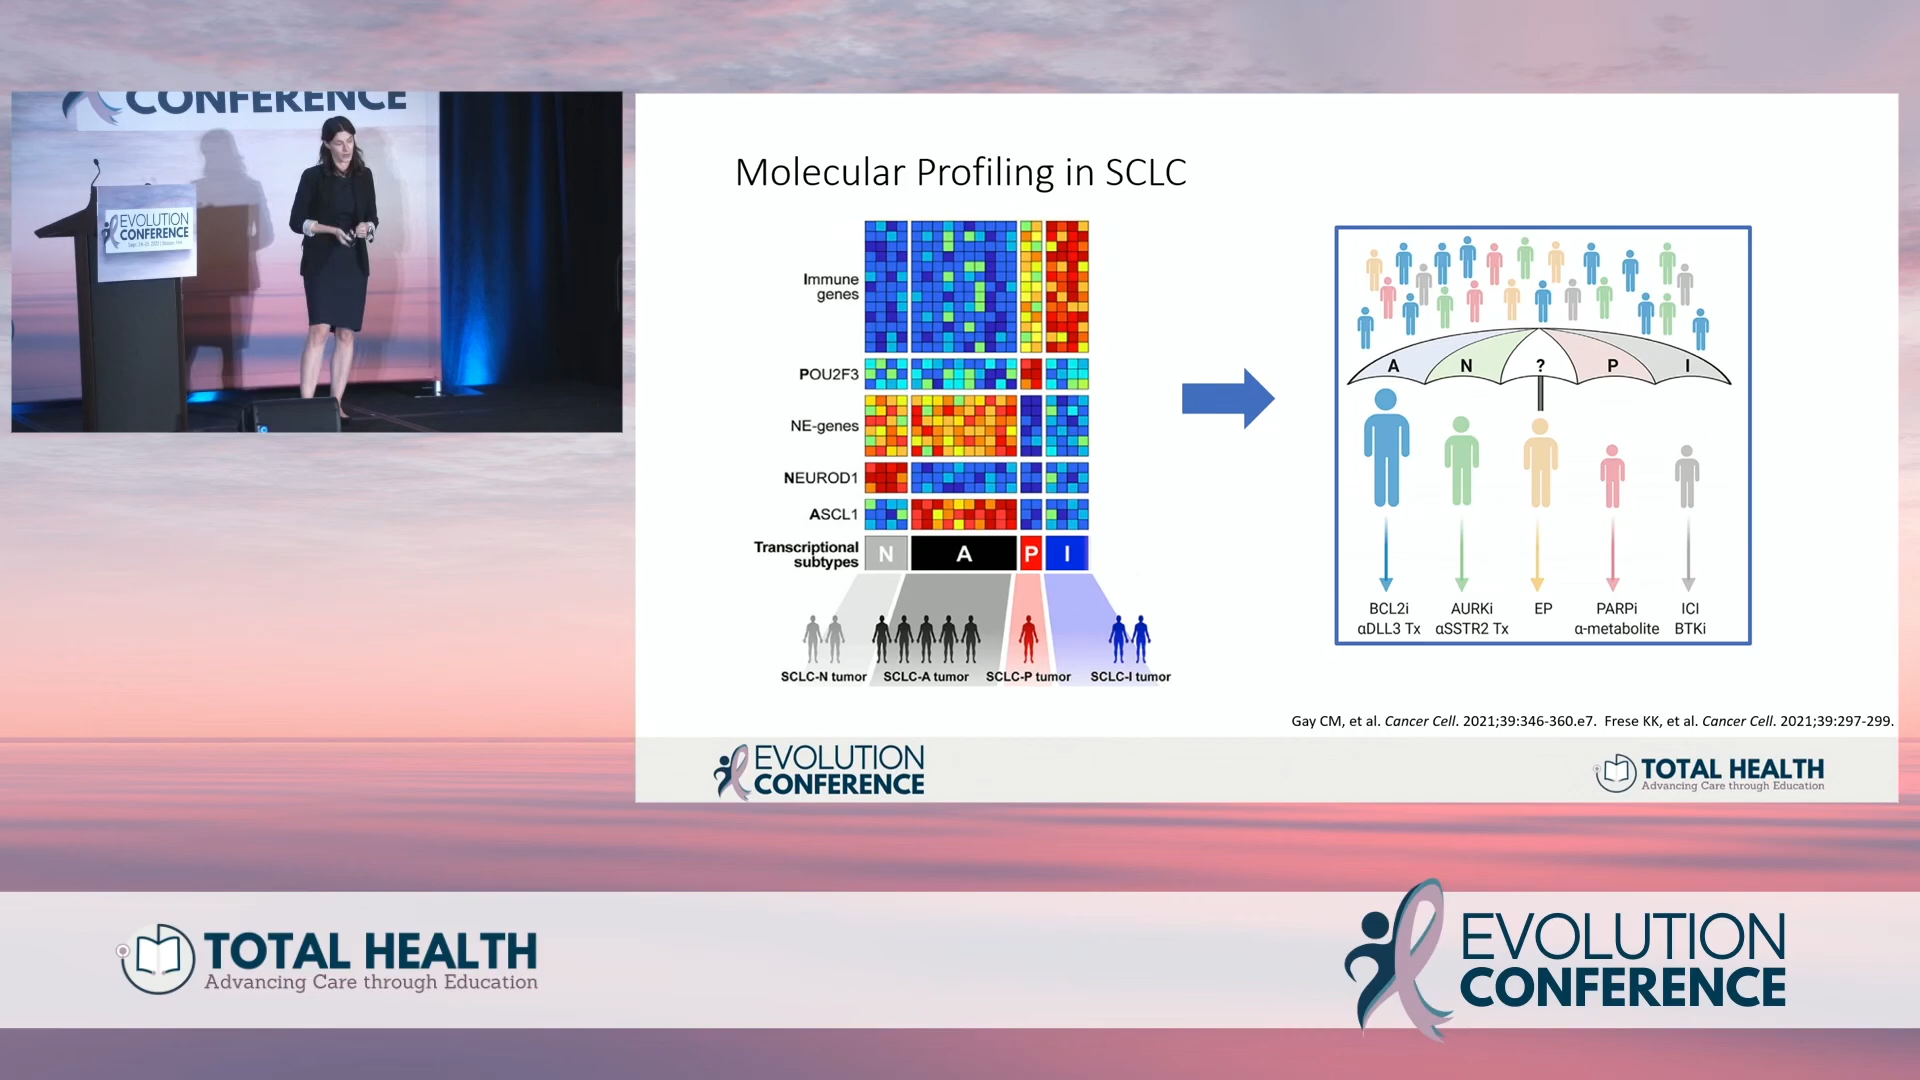 CONFERENCE
EVOLUTION
CONFERENCE
Molecular Profiling in SCLC
Immune
genes
POU2F3
NE-genes
NEUROD1
ASCL1
Transcriptional
subtypes
N A P I
SCLC-N tumor SCLC-A tumor SCLC-P tumor SCLC-I tumor
A N ? P I
BCL2i AURKi EP PARPi ICI
αDLL3 Tx αSSTR2 Tx α-metabolite BTKi
Gay CM, et al. Cancer Cell. 2021;39:346-360.e7. Frese KK, et al. Cancer Cell. 2021;39:297-299.
EVOLUTION
CONFERENCE
TOTAL HEALTH
Advancing Care through Education
TOTAL HEALTH
Advancing Care through Education
EVOLUTION
CONFERENCE